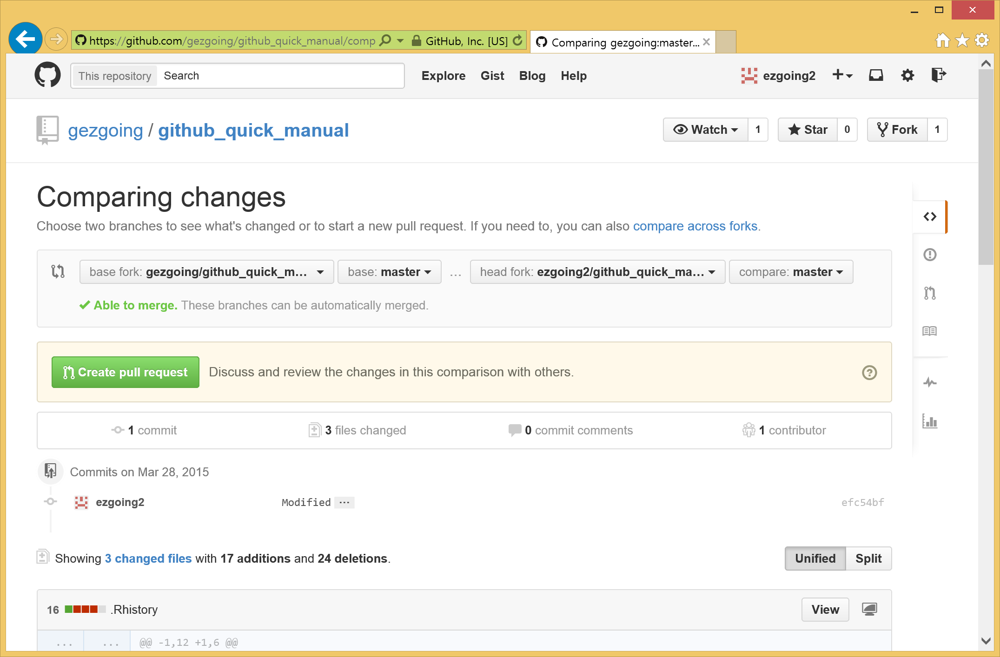 https://github.com/gezgoing/github_quick_manual/comp GitHub, Inc. [US] Comparing gezgoing:master...
This repository Search Explore Gist Blog Help ezgoing2
gezgoing / github_quick_manual Watch 1 Star 0 Fork 1
Comparing changes
Choose two branches to see what's changed or to start a new pull request. If you need to, you can also compare across forks.
base fork: gezgoing/github_quick_m... base: master ... head fork: ezgoing2/github_quick_ma... compare: master
Able to merge. These branches can be automatically merged.
Create pull request Discuss and review the changes in this comparison with others.
1 commit 3 files changed 0 commit comments 1 contributor
Commits on Mar 28, 2015
ezgoing2 Modified ... efc54bf
Showing 3 changed files with 17 additions and 24 deletions. Unified Split
16 .Rhistory View
... ... @@ -1,12 +1,6 @@